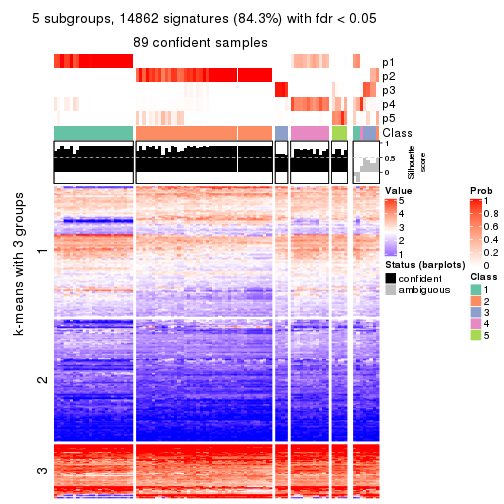 5 subgroups, 14862 signatures (84.3%) with fdr < 0.05
89 confident samples
p1
p2
p3
p4
p5
Class
1
0.5
0
Silhouette
score
k-means with 3 groups
1
2
3
Value
5
4
3
2
1
Status (barplots)
confident
ambiguous
Prob
1
0.8
0.6
0.4
0.2
0
Class
1
2
3
4
5